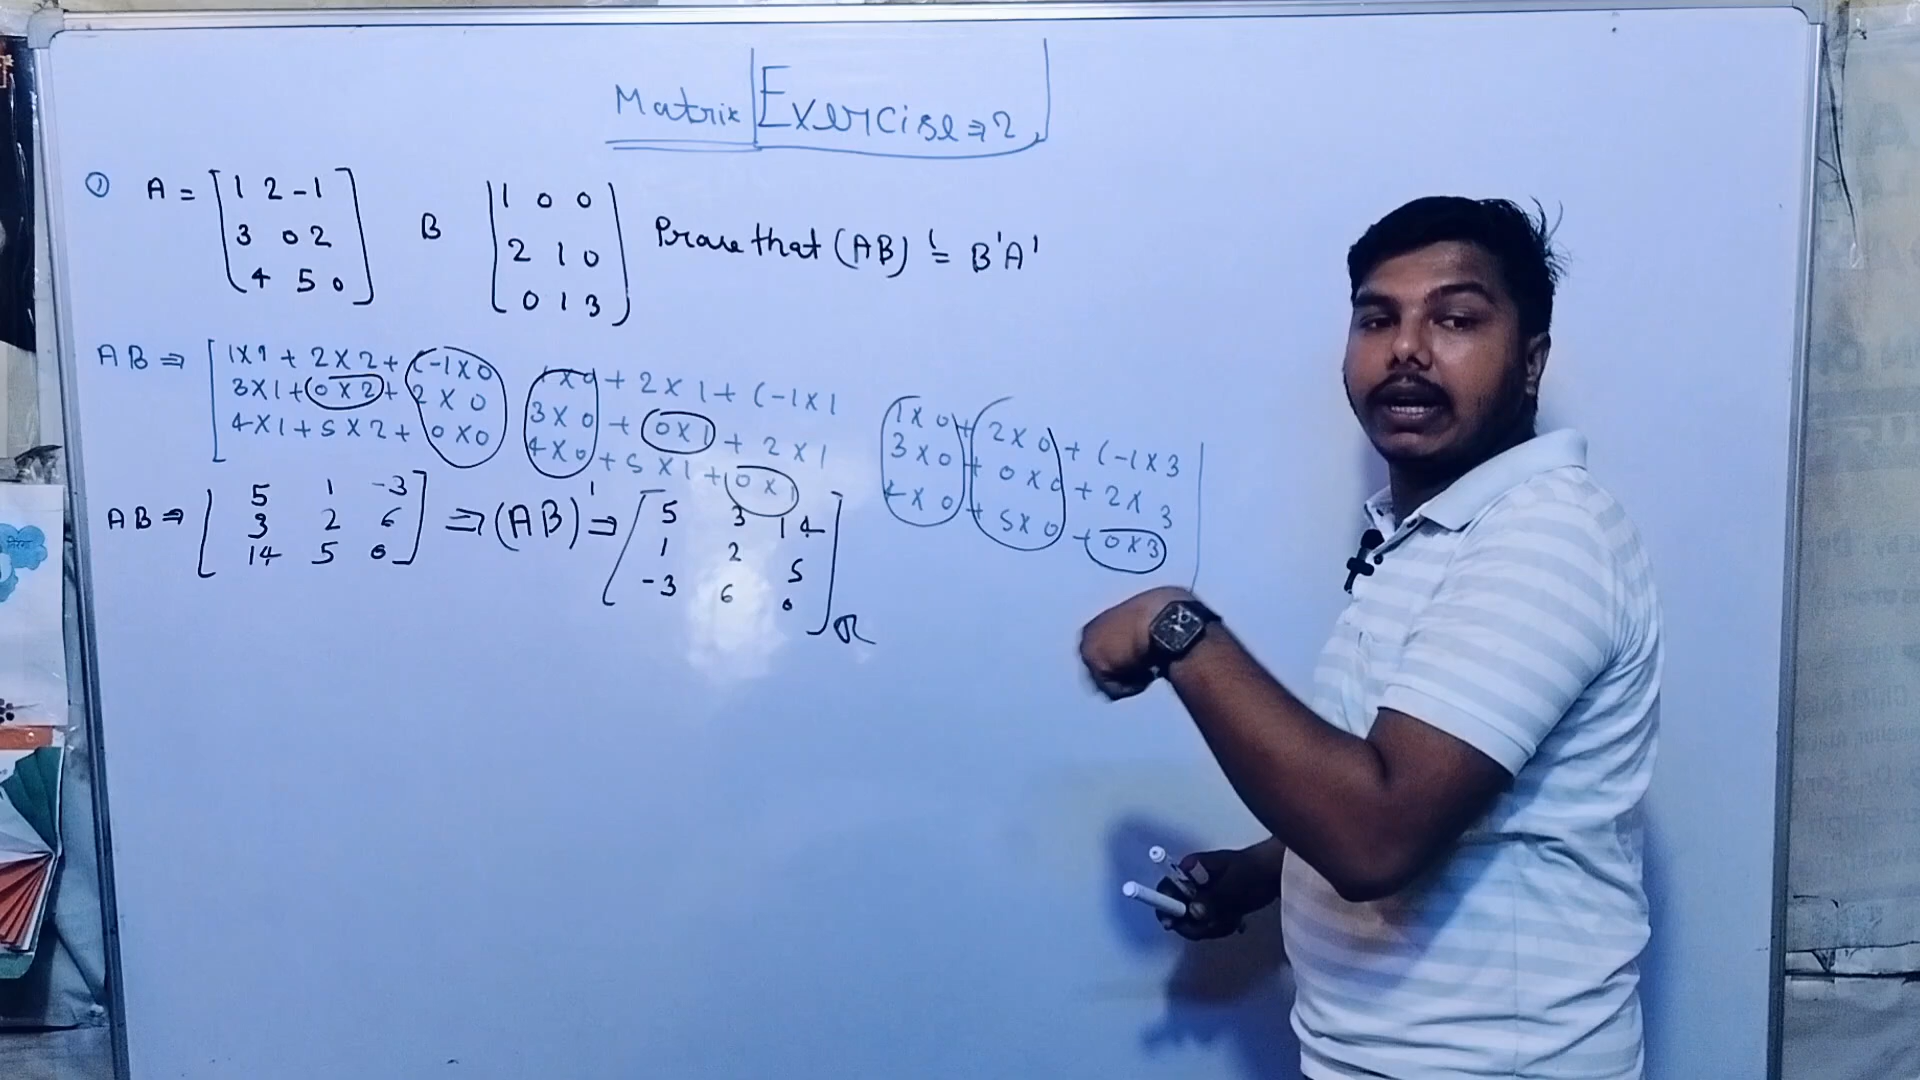 Matrix Exercise ⇒ 2
① A = [1 2 -1
3 0 2
4 5 0]
B [1 0 0
2 1 0
0 1 3]
Prove that (AB)' = B'A'
AB ⇒ [1×1 + 2×2 + (-1×0 1×0 + 2×1 + (-1×1 1×0 + 2×0 + (-1×3
3×1 + (0×2) + 2×0 3×0 + 0×1 + 2×1 3×0 + 0×0 + 2×3
4×1 + 5×2 + 0×0 4×0 + 5×1 + 0×1 4×0 + 5×0 + 0×3
AB ⇒ [5 1 -3
3 2 6
14 5 0]
⇒ (AB)' ⇒ [5 3 14
1 2 5
-3 6 0]